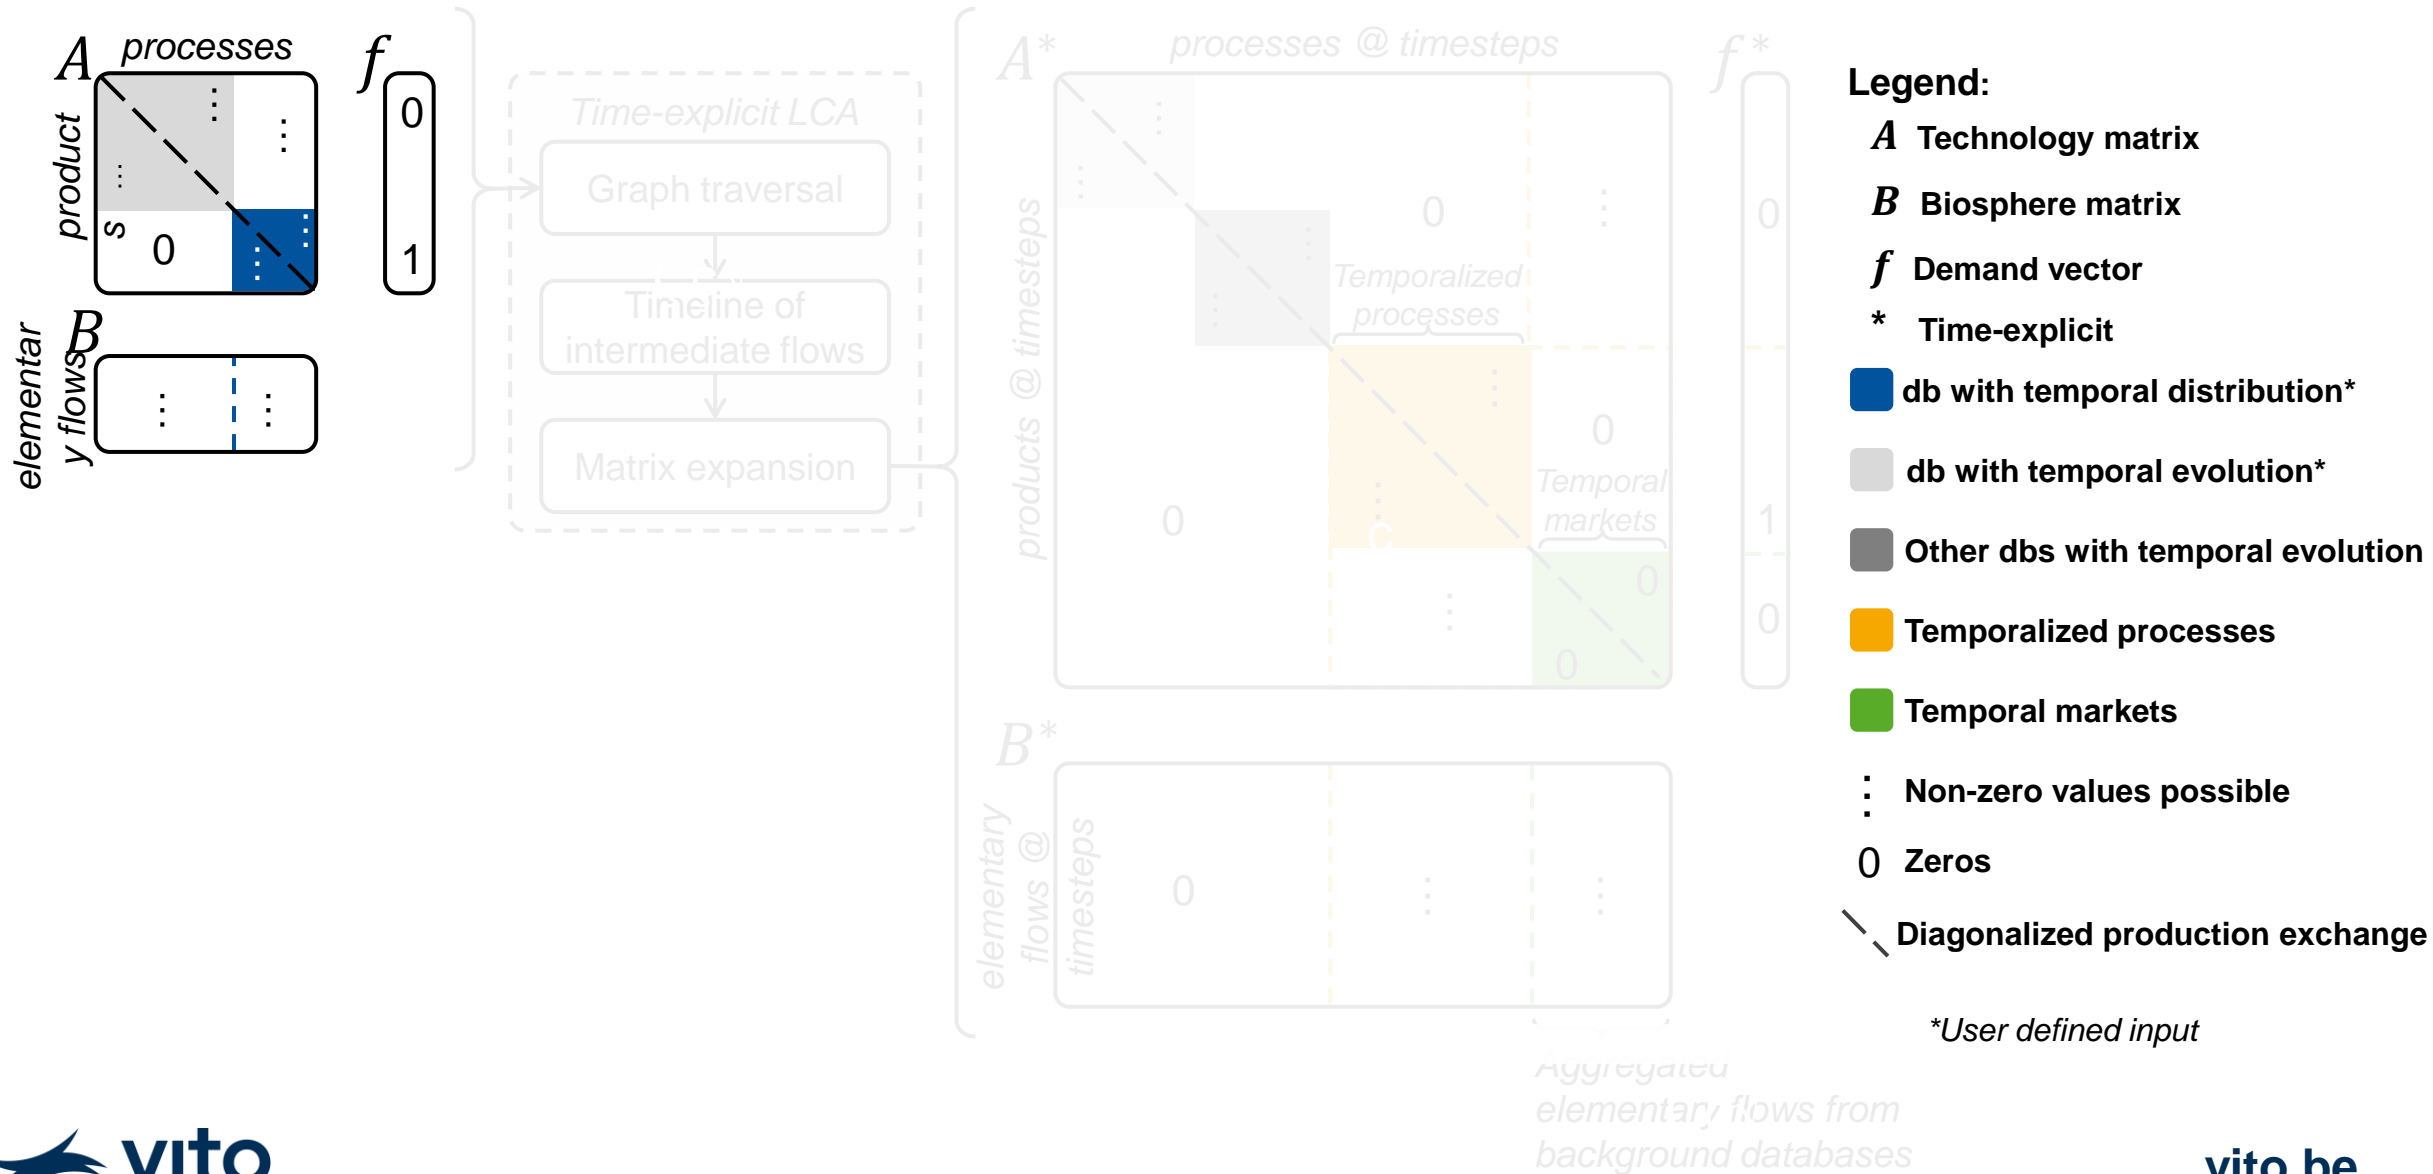 A processes
product
s
0
⋮
f
0
1
B
elementar
y flows
Time-explicit LCA
Graph traversal
Timeline of
intermediate flows
Matrix expansion
A* processes @ timesteps
products @ timesteps
0
Temporalized
processes
0
Temporal
markets
0
c
0
0
f*
0
1
0
B*
elementary
flows @
timesteps
0
Aggregated
elementary flows from
background databases
Legend:
A Technology matrix
B Biosphere matrix
f Demand vector
* Time-explicit
db with temporal distribution*
db with temporal evolution*
Other dbs with temporal evolution
Temporalized processes
Temporal markets
⋮ Non-zero values possible
0 Zeros
Diagonalized production exchange
*User defined input
vito
vito.be